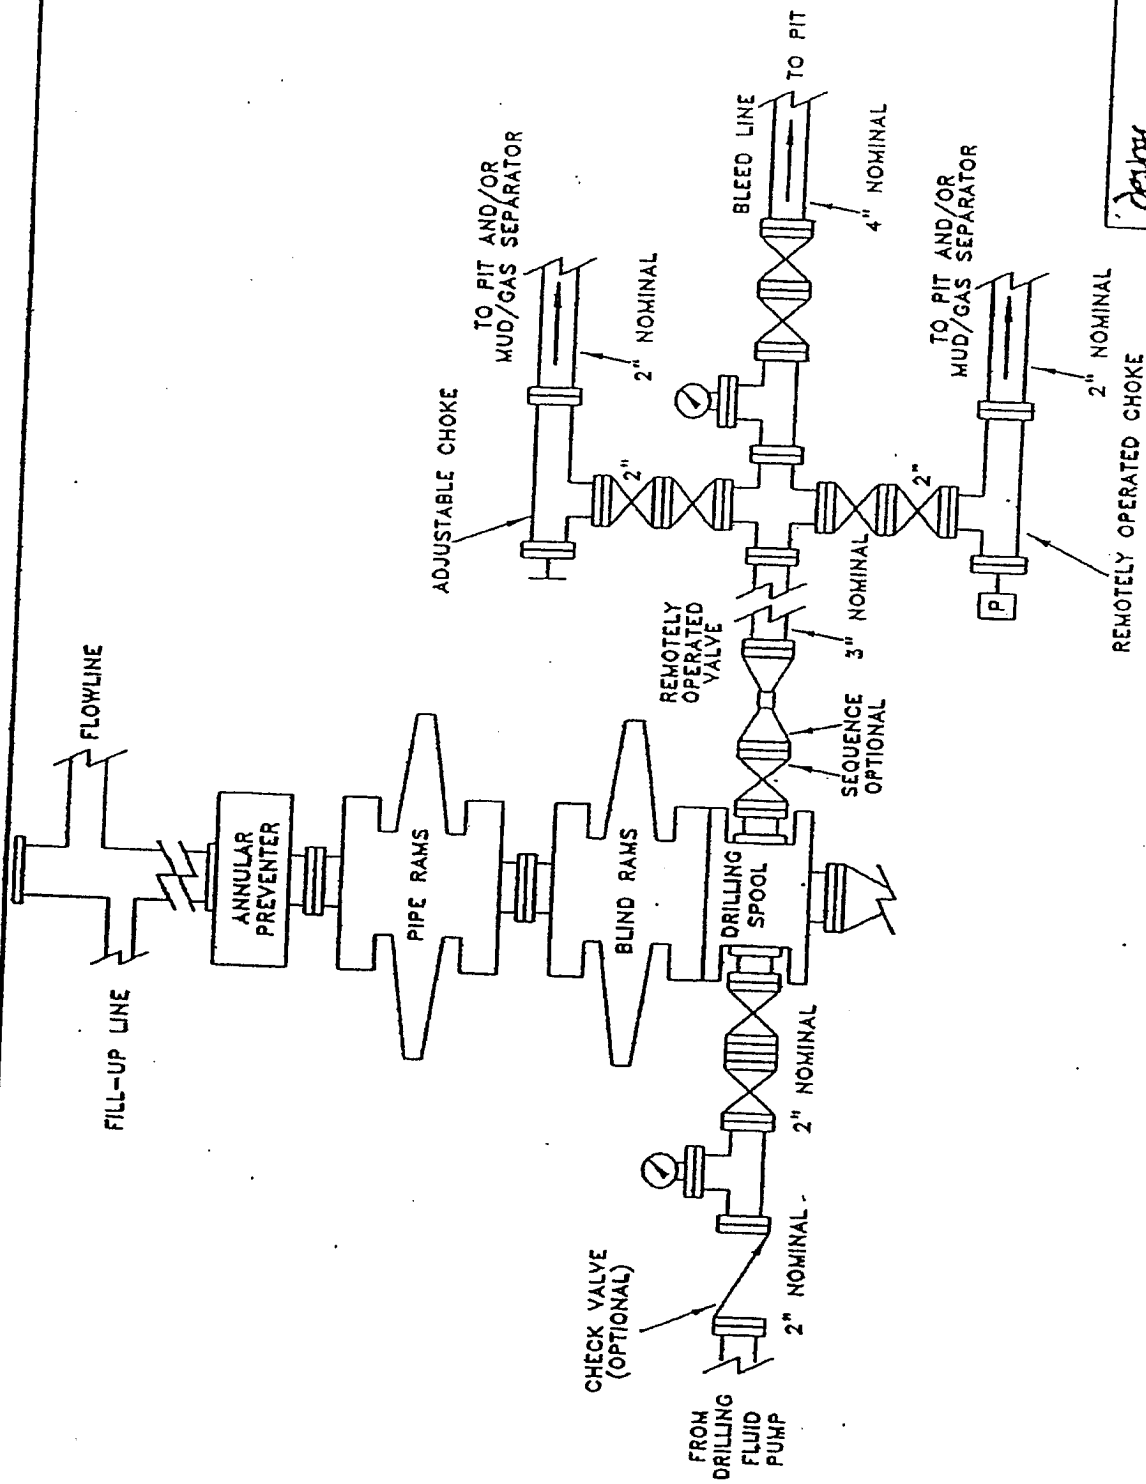 FLOWLINE
FILL-UP LINE
ANNULAR
PREVENTER
PIPE RAMS
BLIND RAMS
DRILLING
SPOOL
FROM
DRILLING
FLUID
PUMP
CHECK VALVE
(OPTIONAL)
2" NOMINAL
2" NOMINAL
REMOTELY
OPERATED
VALVE
SEQUENCE
OPTIONAL
3" NOMINAL
ADJUSTABLE CHOKE
2"
TO PIT AND/OR
MUD/GAS SEPARATOR
2" NOMINAL
BLEED LINE
TO PIT
4" NOMINAL
2"
P
TO PIT AND/OR
MUD/GAS SEPARATOR
2" NOMINAL
REMOTELY OPERATED CHOKE